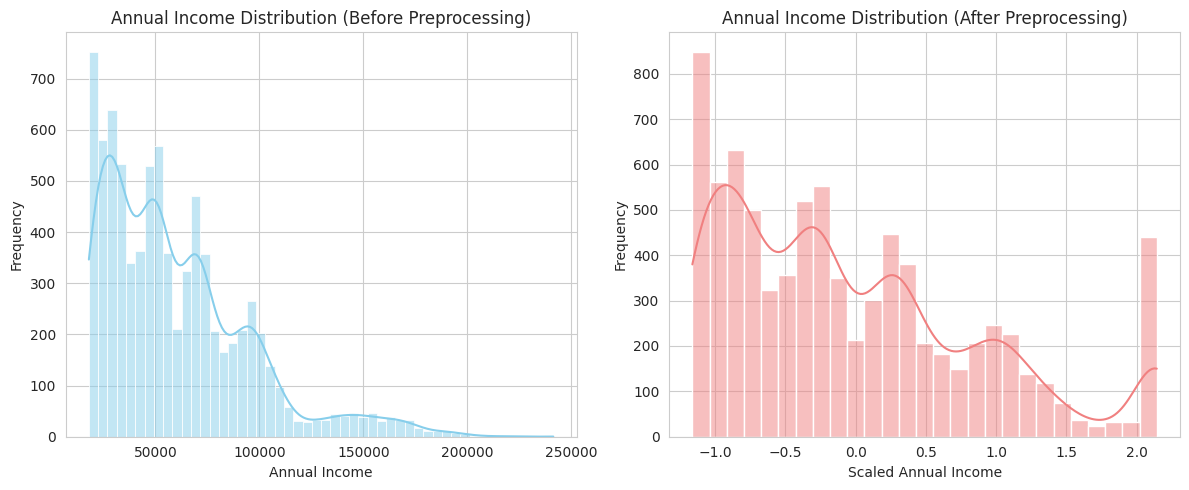 Annual Income Distribution (Before Preprocessing)
Frequency
700
600
500
400
300
200
100
0
50000 100000 150000 200000 250000
Annual Income
Annual Income Distribution (After Preprocessing)
Frequency
800
700
600
500
400
300
200
100
0
−1.0 −0.5 0.0 0.5 1.0 1.5 2.0
Scaled Annual Income